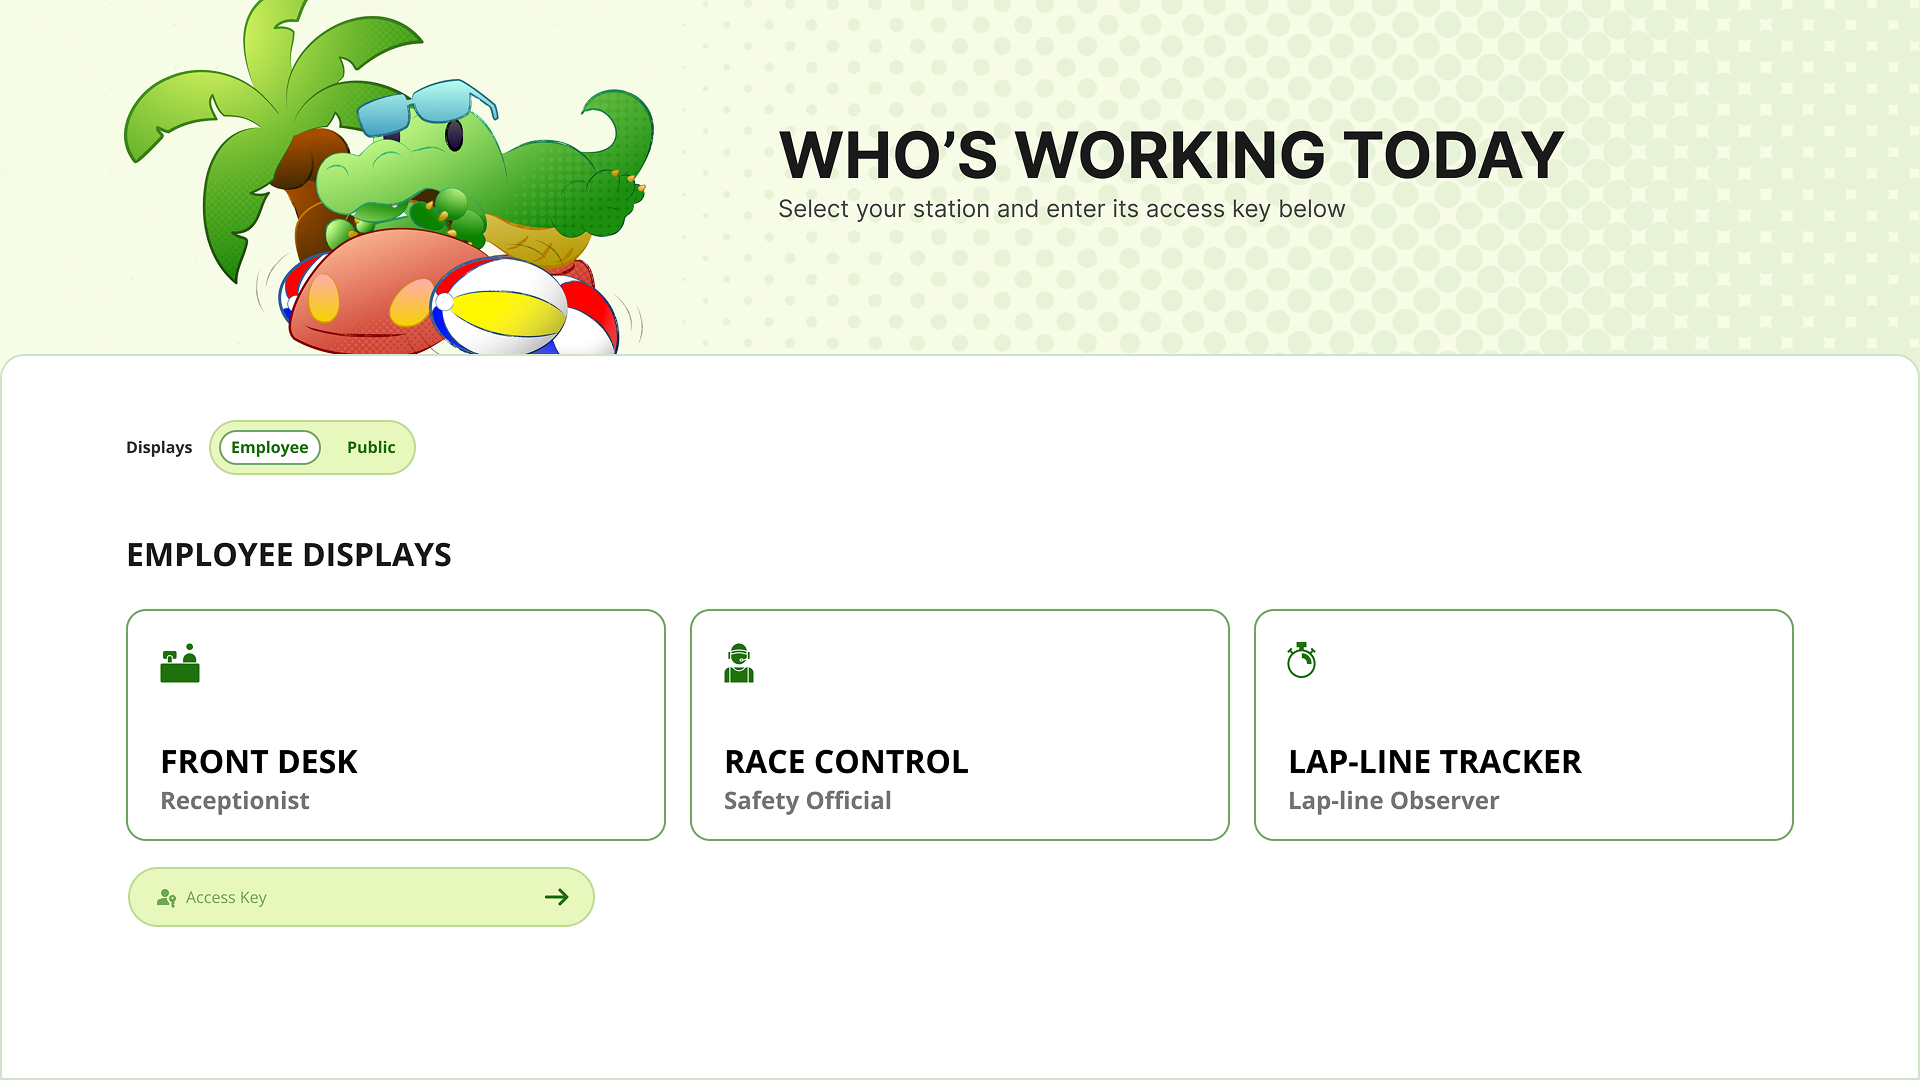 WHO’S WORKING TODAY
Select your station and enter its access key below
Displays
Employee
Public
EMPLOYEE DISPLAYS
FRONT DESK
Receptionist
RACE CONTROL
Safety Official
LAP-LINE TRACKER
Lap-line Observer
Access Key